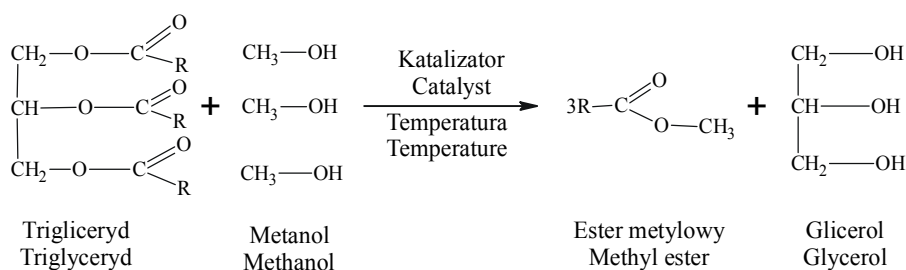 CH₂—O—C
O
R
CH—O—C
O
R
CH₂—O—C
O
R
+
CH₃—OH
CH₃—OH
CH₃—OH
Katalizator
Catalyst
Temperatura
Temperature
3R—C
O
O—CH₃
+
CH₂—OH
CH—OH
CH₂—OH
Trigliceryd
Triglyceryd
Metanol
Methanol
Ester metylowy
Methyl ester
Glicerol
Glycerol